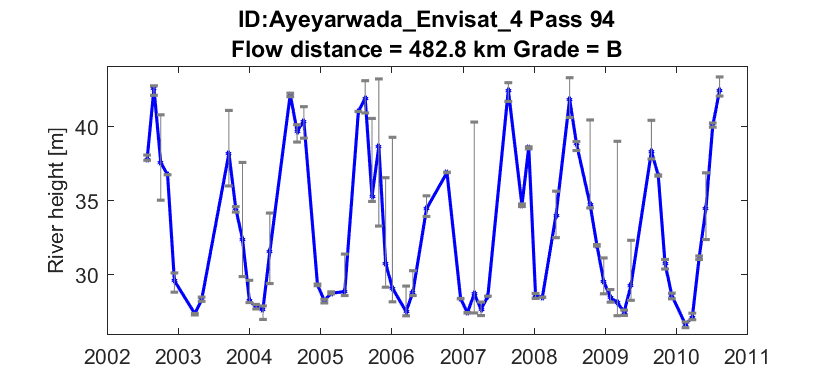 ID:Ayeyarwada_Envisat_4 Pass 94
Flow distance = 482.8 km Grade = B
River height [m]
40
35
30
2002 2003 2004 2005 2006 2007 2008 2009 2010 2011